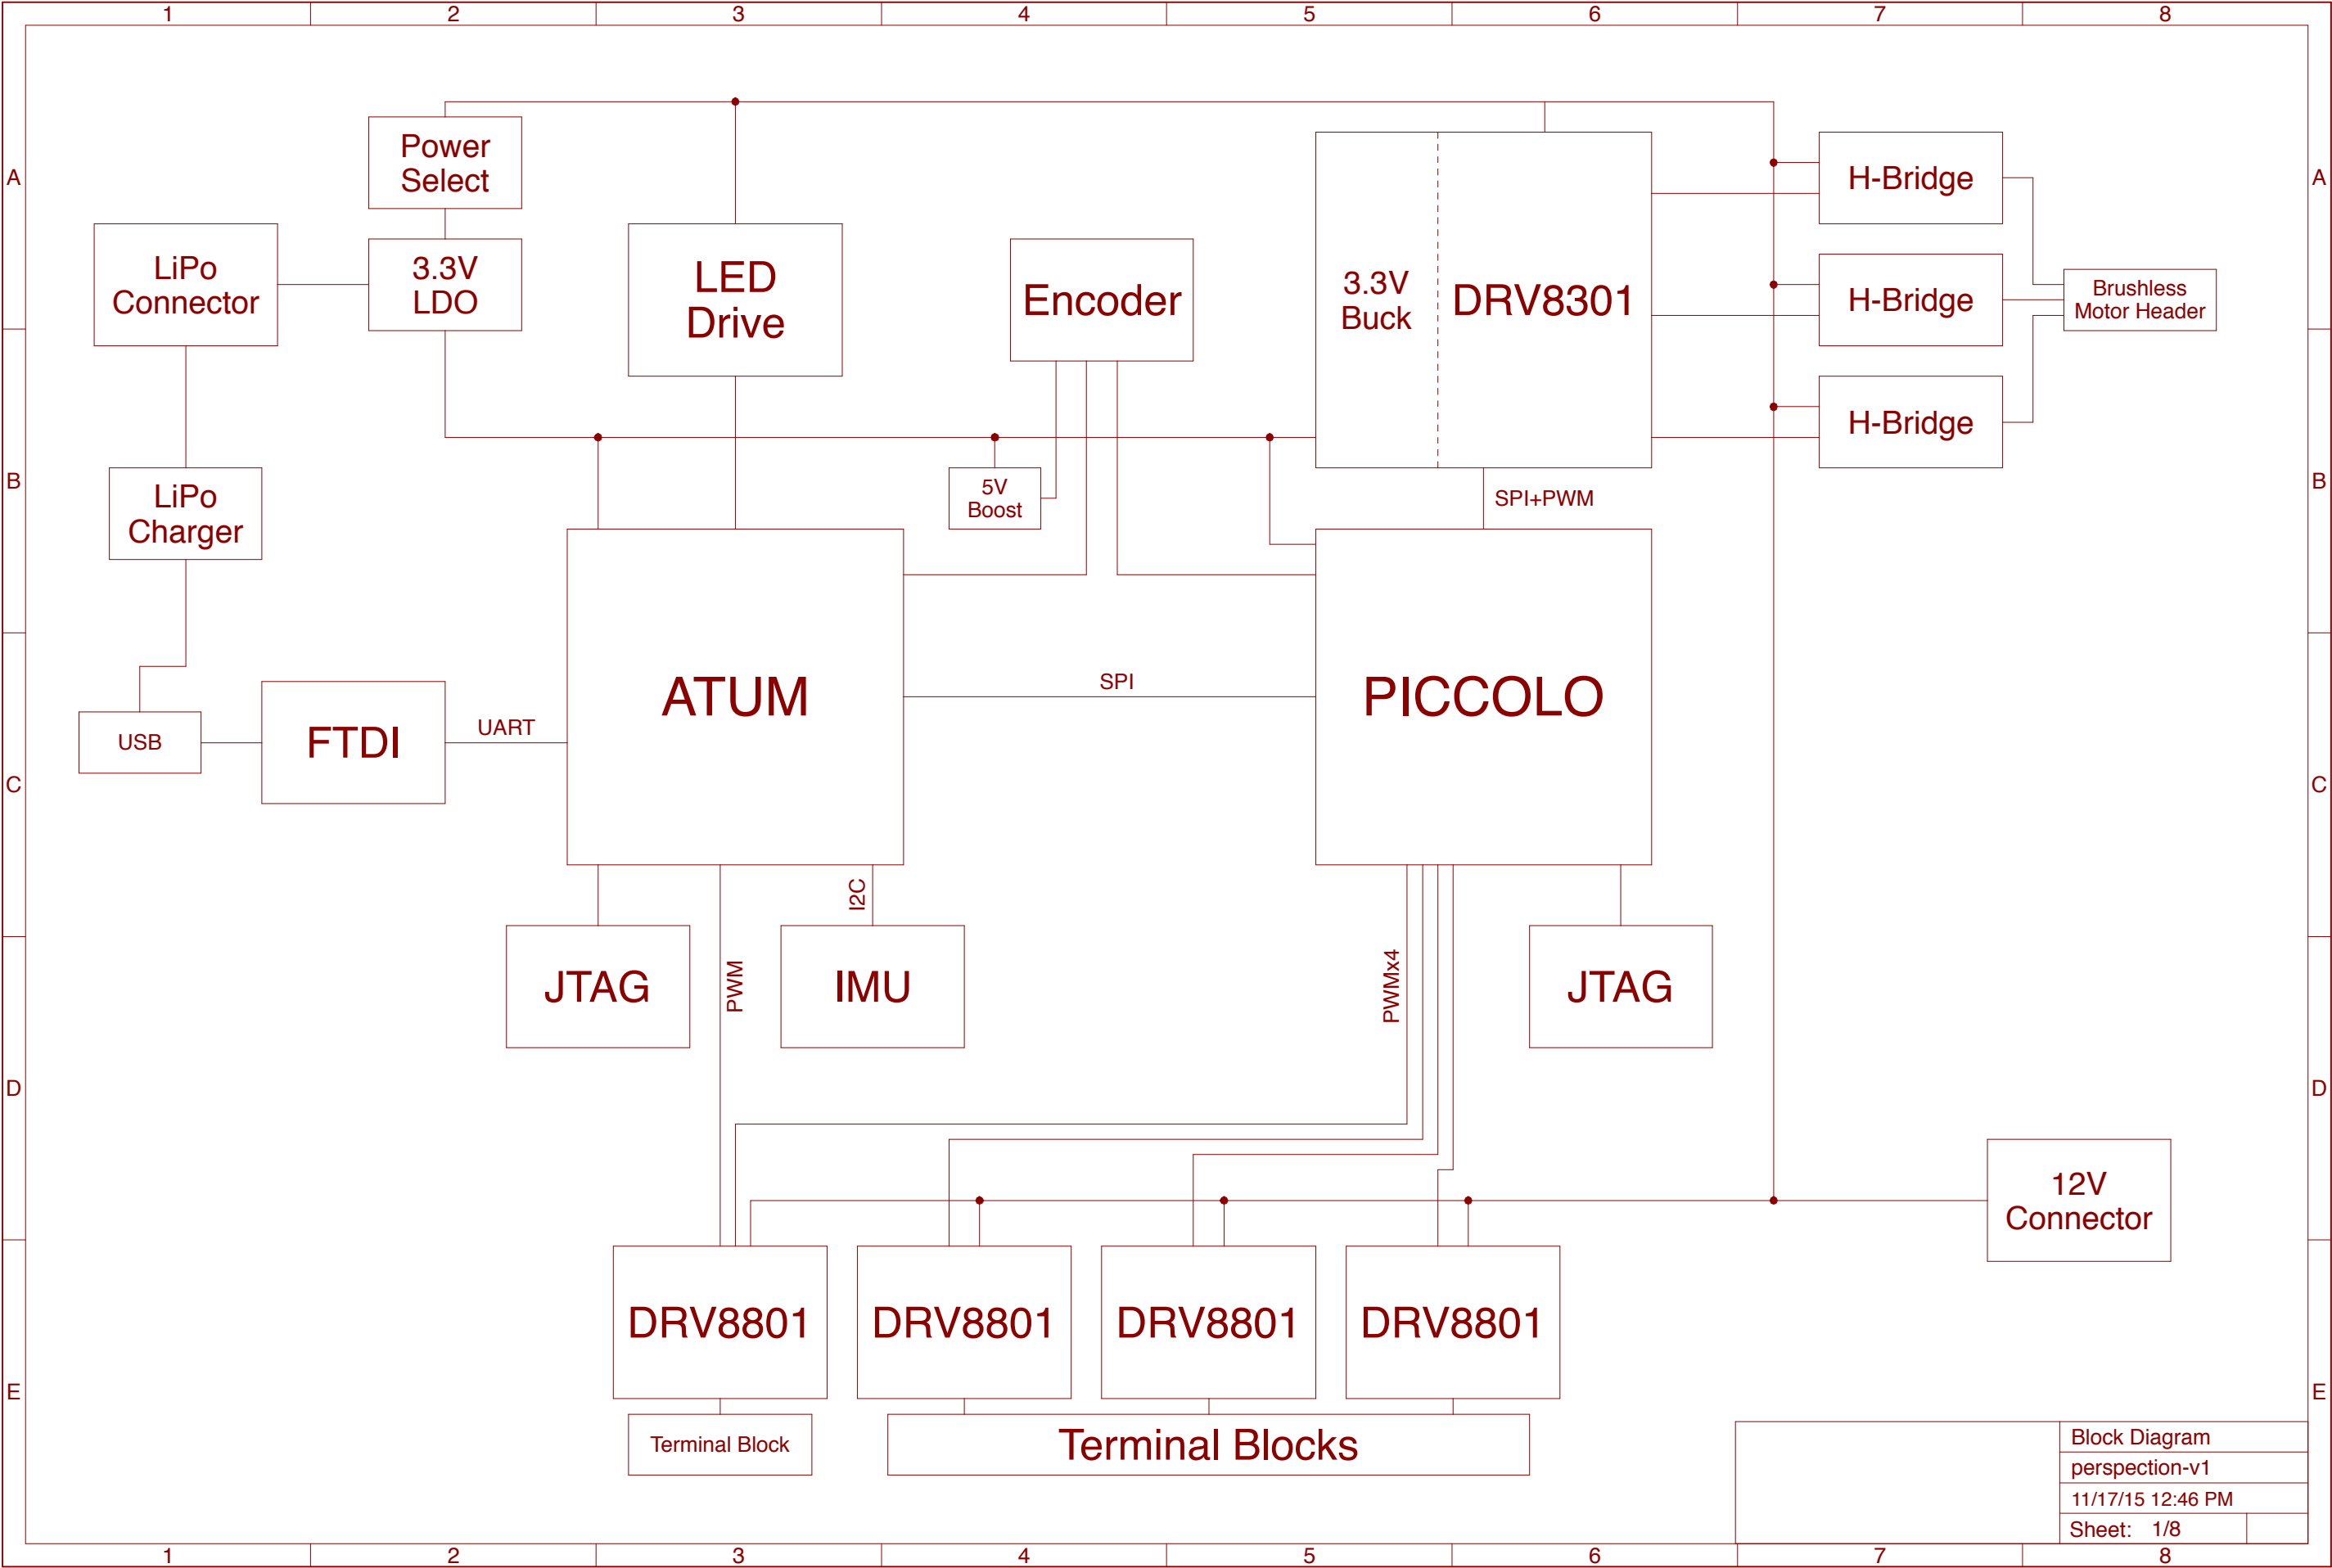 1 2 3 4 5 6 7 8
A
A
Power
Select
LiPo
Connector
3.3V
LDO
LED
Drive
Encoder
3.3V
Buck
DRV8301
H-Bridge
H-Bridge
H-Bridge
Brushless
Motor Header
B
B
LiPo
Charger
5V
Boost
SPI+PWM
ATUM
SPI
PICCOLO
USB
FTDI
UART
C
C
I2C
JTAG
PWM
IMU
PWMx4
JTAG
D
D
12V
Connector
DRV8801
DRV8801
DRV8801
DRV8801
E
E
Terminal Block
Terminal Blocks
Block Diagram
perspection-v1
11/17/15 12:46 PM
Sheet: 1/8
1 2 3 4 5 6 7 8